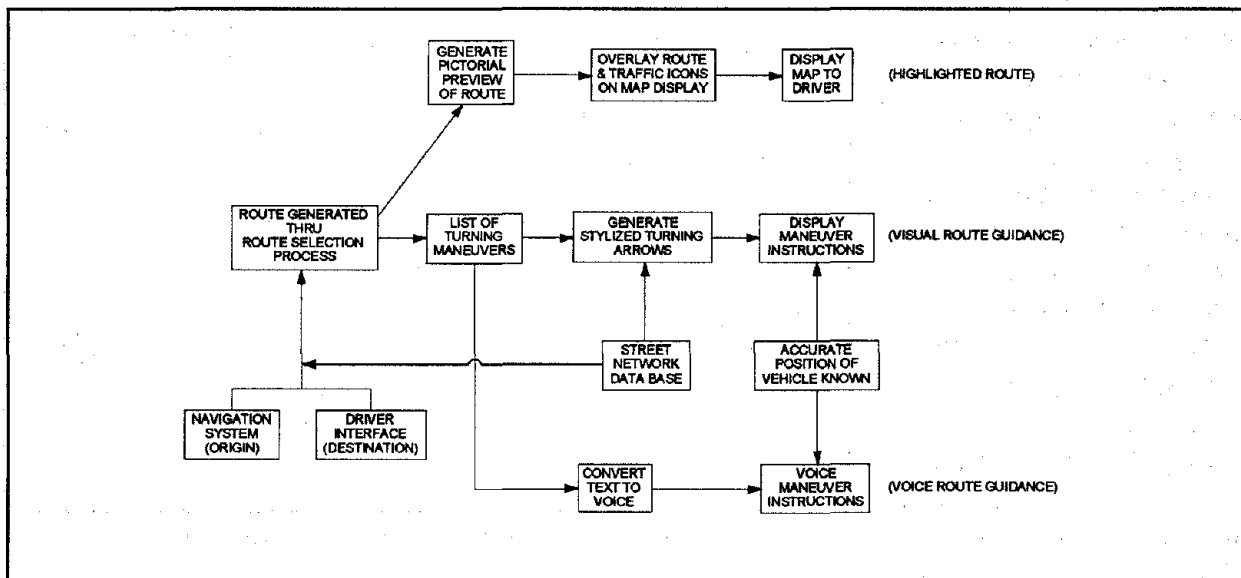 GENERATE
PICTORIAL
PREVIEW
OF ROUTE
OVERLAY ROUTE
& TRAFFIC ICONS
ON MAP DISPLAY
DISPLAY
MAP TO
DRIVER
(HIGHLIGHTED ROUTE)
ROUTE GENERATED
THRU
ROUTE SELECTION
PROCESS
LIST OF
TURNING
MANEUVERS
GENERATE
STYLIZED TURNING
ARROWS
DISPLAY
MANEUVER
INSTRUCTIONS
(VISUAL ROUTE GUIDANCE)
STREET
NETWORK
DATA BASE
ACCURATE
POSITION OF
VEHICLE KNOWN
NAVIGATION
SYSTEM
(ORIGIN)
DRIVER
INTERFACE
(DESTINATION)
CONVERT
TEXT TO
VOICE
VOICE
MANEUVER
INSTRUCTIONS
(VOICE ROUTE GUIDANCE)